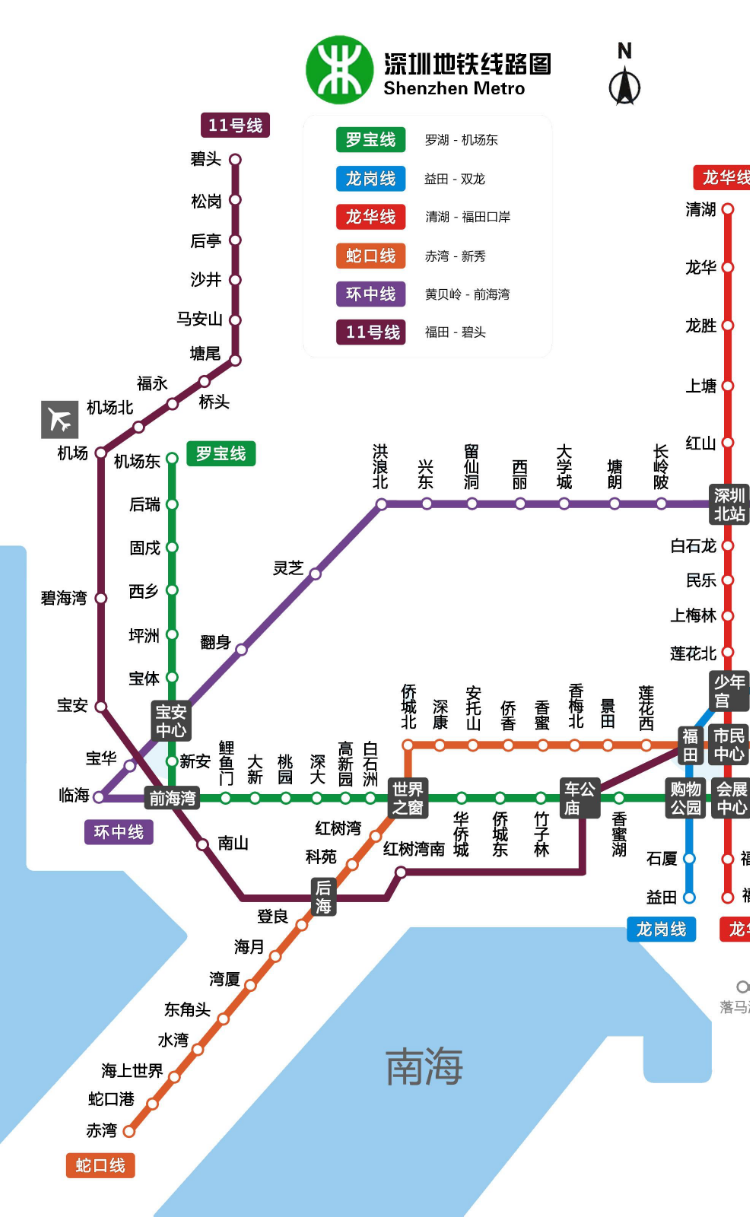 深圳地铁线路图
Shenzhen Metro
N
罗宝线 罗湖 - 机场东
龙岗线 益田 - 双龙
龙华线 清湖 - 福田口岸
蛇口线 赤湾 - 新秀
环中线 黄贝岭 - 前海湾
11号线 福田 - 碧头
11号线
碧头
松岗
后亭
沙井
马安山
塘尾
桥头
福永
机场北
机场
碧海湾
宝安
罗宝线
机场东
后瑞
固戍
西乡
坪洲
宝体
宝安
中心
新安
前海湾
宝华
临海
环中线
翻身
灵芝
洪浪北
兴东
留仙洞
西丽
大学城
塘朗
长岭陂
深圳
北站
龙华线
清湖
龙华
龙胜
上塘
红山
白石龙
民乐
上梅林
莲花北
少年
宫
市民
中心
会展
中心
福
福
龙华
侨城北
深康
安托山
侨香
香蜜
香梅北
景田
莲花西
福
田
购物
公园
石厦
益田
龙岗线
鲤鱼门
大新
桃园
深大
高新园
白石洲
世界
之窗
华侨城
侨城东
竹子林
车公
庙
香蜜湖
南山
后
海
红树湾南
红树湾
科苑
登良
海月
湾厦
东角头
水湾
海上世界
蛇口港
赤湾
蛇口线
南海
落马洲